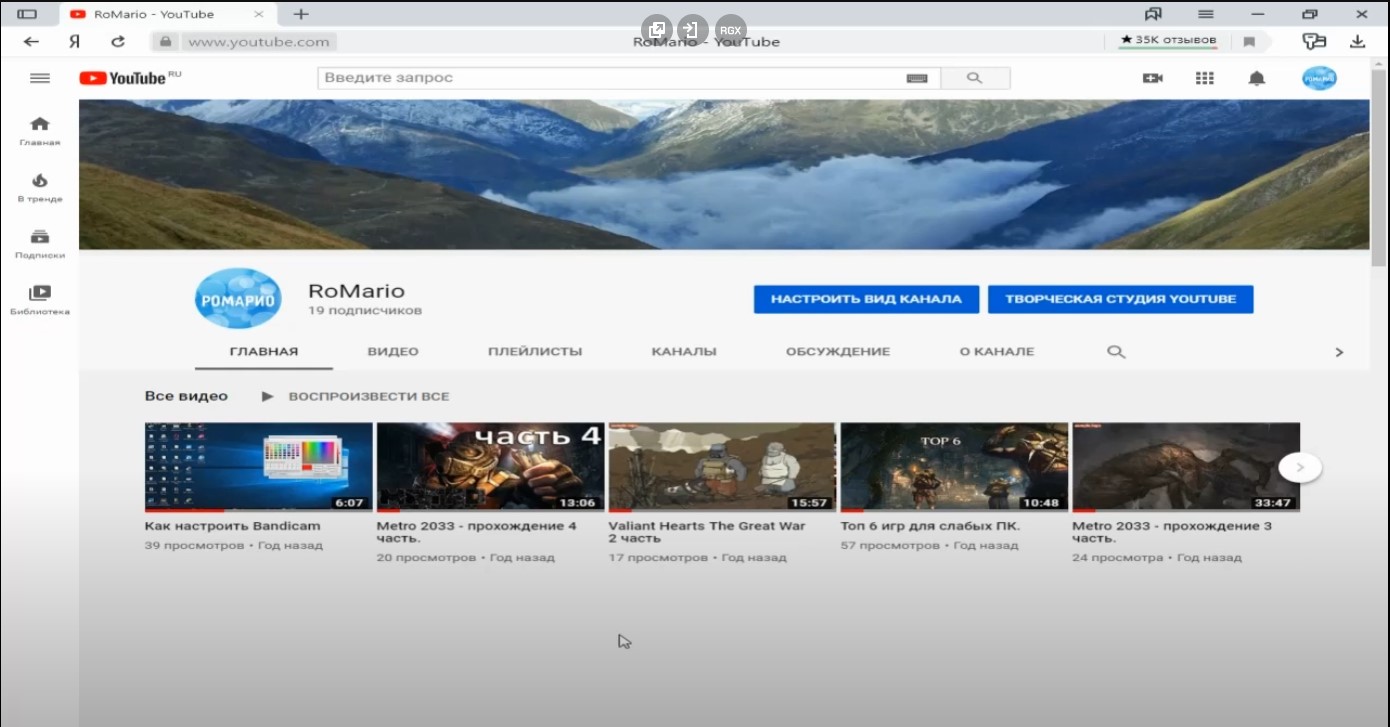 RoMario - YouTube
Я
www.youtube.com
RoMario - YouTube
RGX
★ 35K отзывов
YouTube RU
Введите запрос
РОМАРИО
Главная
В тренде
Подписки
Библиотека
РОМАРИО
RoMario
19 подписчиков
НАСТРОИТЬ ВИД КАНАЛА
ТВОРЧЕСКАЯ СТУДИЯ YOUTUBE
ГЛАВНАЯ ВИДЕО ПЛЕЙЛИСТЫ КАНАЛЫ ОБСУЖДЕНИЕ О КАНАЛЕ
Все видео ВОСПРОИЗВЕСТИ ВСЕ
часть 4
TOP 6
6:07
13:06
15:57
10:48
33:47
Как настроить Bandicam
39 просмотров • Год назад
Metro 2033 - прохождение 4
часть.
20 просмотров • Год назад
Valiant Hearts The Great War
2 часть
17 просмотров • Год назад
Топ 6 игр для слабых ПК.
57 просмотров • Год назад
Metro 2033 - прохождение 3
часть.
24 просмотра • Год назад